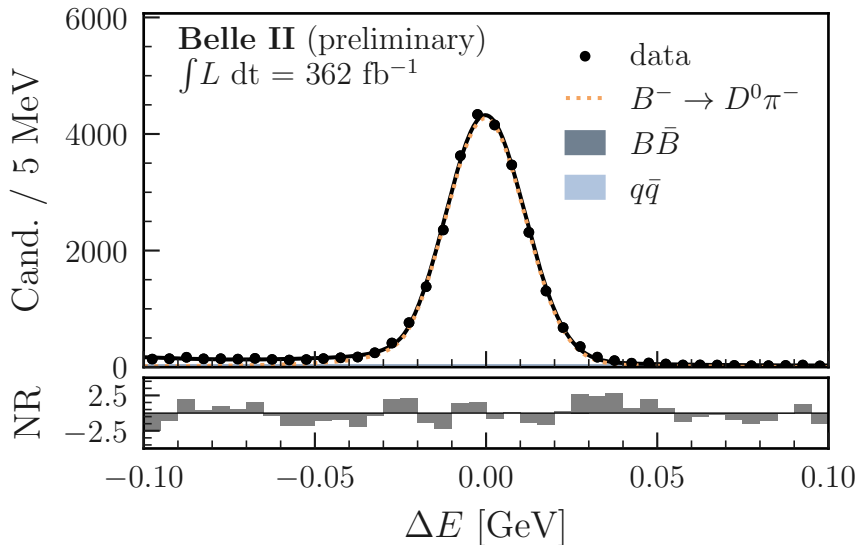 6000
4000
2000
0
Cand. / 5 MeV
Belle II (preliminary)
∫L dt = 362 fb⁻¹
data
B⁻ → D⁰π⁻
BB̄
qq̄
2.5
−2.5
NR
−0.10 −0.05 0.00 0.05 0.10
ΔE [GeV]